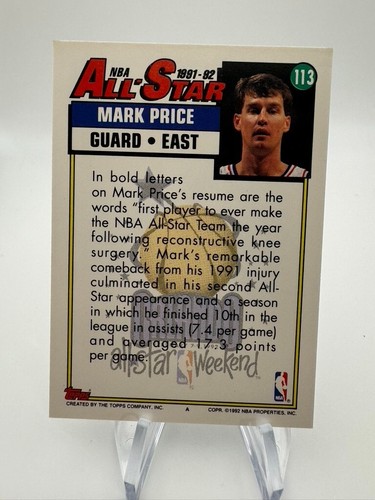 NBA 1991-92
ALL-STAR
113
MARK PRICE
GUARD • EAST
In bold letters
on Mark Price's resume are the
words "first player to ever make
the NBA All-Star Team the year
following reconstructive knee
surgery." Mark's remarkable
comeback from his 1991 injury
culminated in his second All-
Star appearance and a season
in which he finished 10th in the
league in assists (7.4 per game)
and averaged 17.3 points
per game.
ORLANDO
all-star Weekend
Topps
NBA
CREATED BY THE TOPPS COMPANY, INC.
A
COPR. ©1992 NBA PROPERTIES, INC.